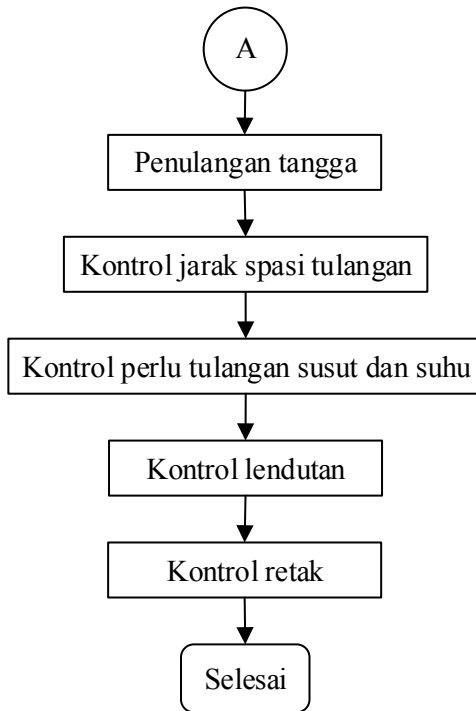 A
Penulangan tangga
Kontrol jarak spasi tulangan
Kontrol perlu tulangan susut dan suhu
Kontrol lendutan
Kontrol retak
Selesai